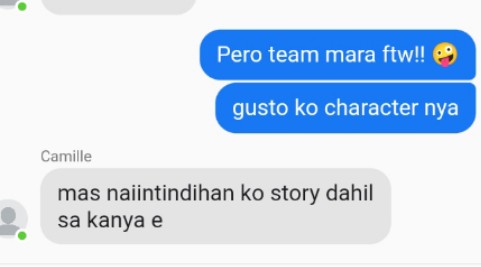 Pero team mara ftw!! 🤪
gusto ko character nya
Camille
mas naiintindihan ko story dahil
sa kanya e